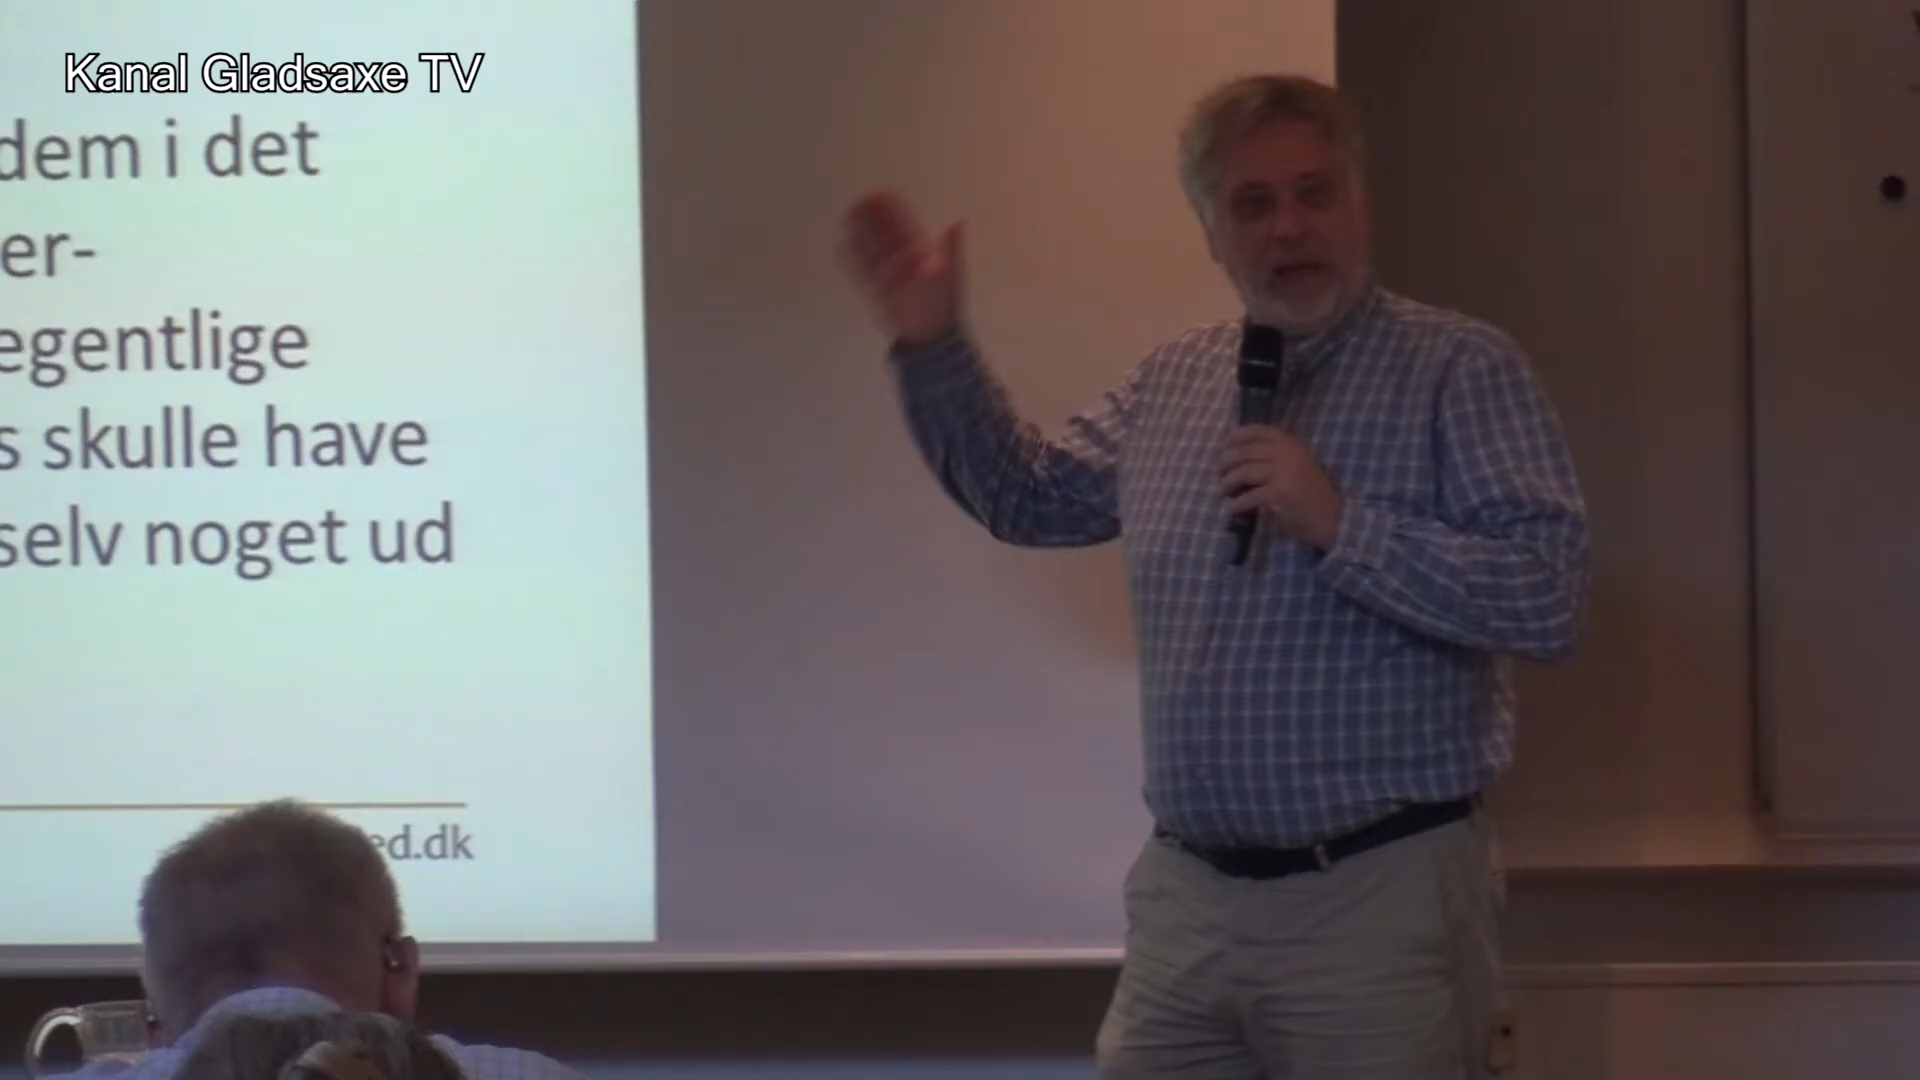 Kanal Gladsaxe TV
dem i det
er-
egentlige
s skulle have
selv noget ud
ed.dk